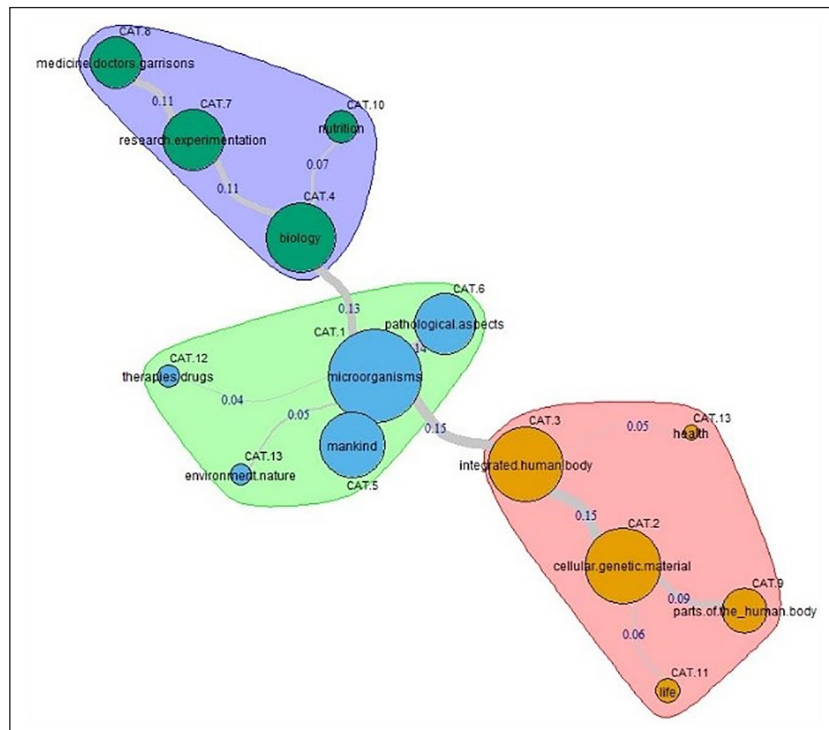 CAT.8
medicine.doctors.garrisons
0.11
CAT.7
research.experimentation
CAT.10
nutrition
0.07
0.11
CAT.4
biology
0.13
CAT.6
pathological.aspects
CAT.1
14
microorganisms
CAT.12
therapies.drugs
0.04
0.05
0.15
mankind
CAT.13
environment.nature
CAT.5
CAT.3
integrated.human.body
0.05
CAT.13
health
0.15
CAT.2
cellular.genetic.material
CAT.9
0.09
parts.of.the_human.body
0.06
CAT.11
life